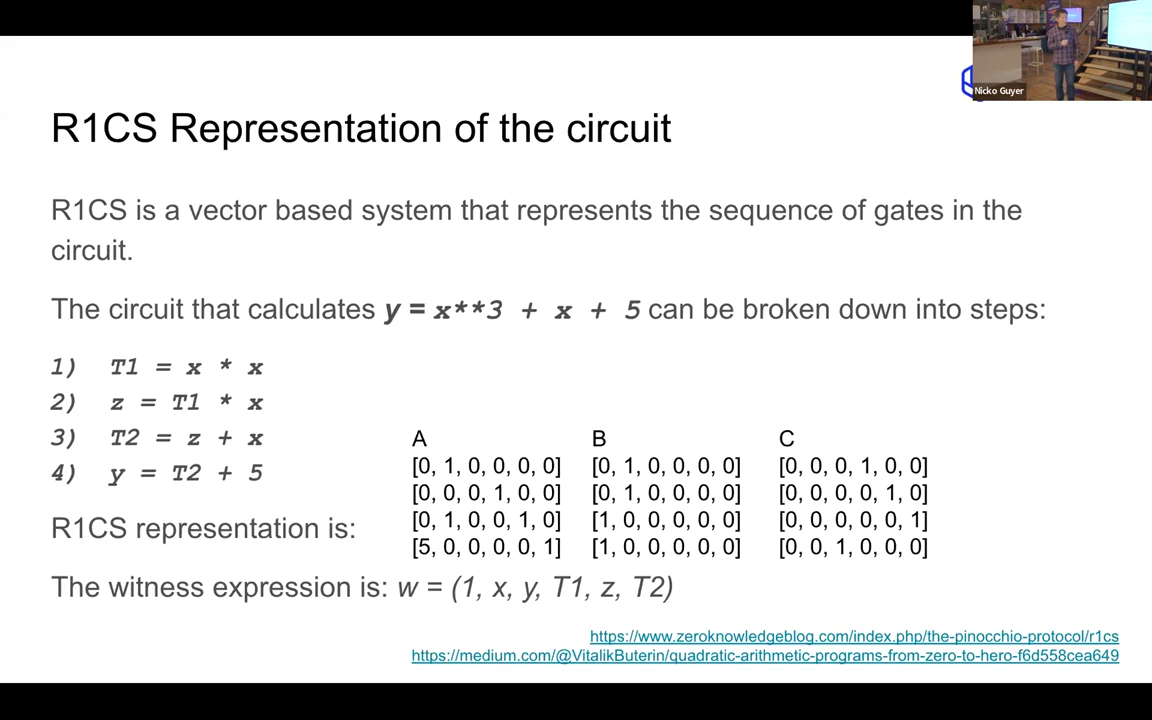 Nicko Guyer
R1CS Representation of the circuit
R1CS is a vector based system that represents the sequence of gates in the
circuit.
The circuit that calculates y = x**3 + x + 5 can be broken down into steps:
1) T1 = x * x
2) z = T1 * x
3) T2 = z + x
4) y = T2 + 5
R1CS representation is:
A B C
[0, 1, 0, 0, 0, 0] [0, 1, 0, 0, 0, 0] [0, 0, 0, 1, 0, 0]
[0, 0, 0, 1, 0, 0] [0, 1, 0, 0, 0, 0] [0, 0, 0, 0, 1, 0]
[0, 1, 0, 0, 1, 0] [1, 0, 0, 0, 0, 0] [0, 0, 0, 0, 0, 1]
[5, 0, 0, 0, 0, 1] [1, 0, 0, 0, 0, 0] [0, 0, 1, 0, 0, 0]
The witness expression is: w = (1, x, y, T1, z, T2)
https://www.zeroknowledgeblog.com/index.php/the-pinocchio-protocol/r1cs
https://medium.com/@VitalikButerin/quadratic-arithmetic-programs-from-zero-to-hero-f6d558cea649